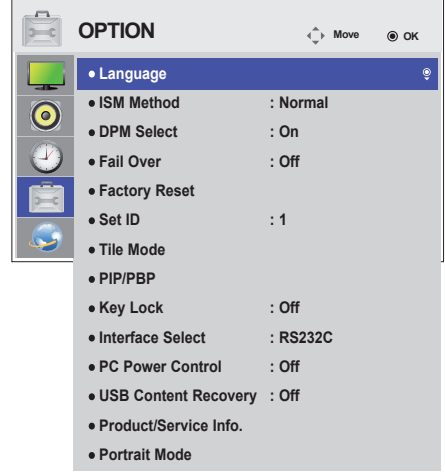 OPTION Move OK
• Language
• ISM Method : Normal
• DPM Select : On
• Fail Over : Off
• Factory Reset
• Set ID : 1
• Tile Mode
• PIP/PBP
• Key Lock : Off
• Interface Select : RS232C
• PC Power Control : Off
• USB Content Recovery : Off
• Product/Service Info.
• Portrait Mode